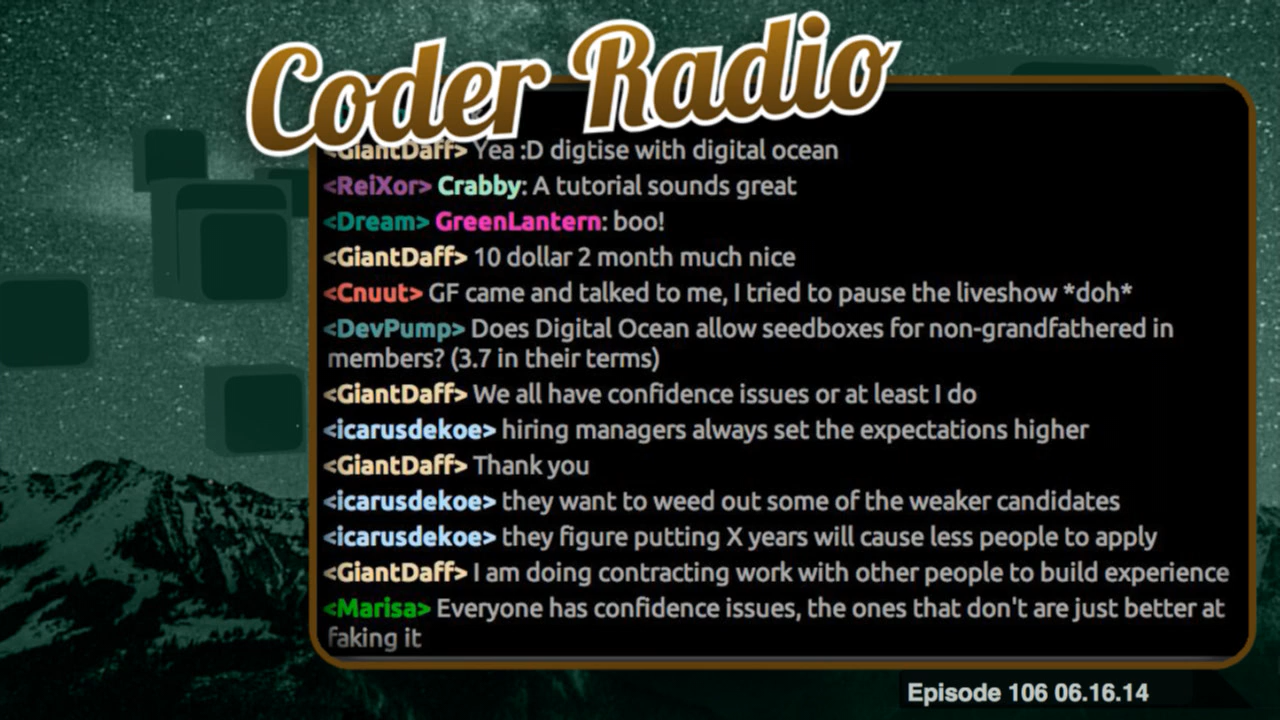 Coder Radio
<GiantDaff> Yea :D digtise with digital ocean
<ReiXor> Crabby: A tutorial sounds great
<Dream> GreenLantern: boo!
<GiantDaff> 10 dollar 2 month much nice
<Cnuut> GF came and talked to me, I tried to pause the liveshow *doh*
<DevPump> Does Digital Ocean allow seedboxes for non-grandfathered in
members? (3.7 in their terms)
<GiantDaff> We all have confidence issues or at least I do
<icarusdekoe> hiring managers always set the expectations higher
<GiantDaff> Thank you
<icarusdekoe> they want to weed out some of the weaker candidates
<icarusdekoe> they figure putting X years will cause less people to apply
<GiantDaff> I am doing contracting work with other people to build experience
<Marisa> Everyone has confidence issues, the ones that don't are just better at
faking it
Episode 106 06.16.14